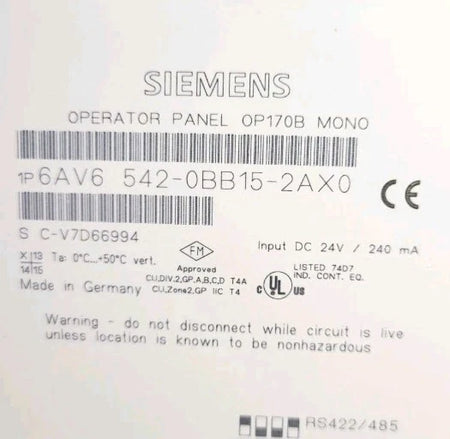 SIEMENS
OPERATOR PANEL OP170B MONO
1P 6AV6 542-0BB15-2AX0
CE
S C-V7D66994
FM
Input DC 24V / 240 mA
X 13
14 15
Ta: 0°C...+50°C vert.
Approved
CI.I,DIV.2,GP.A,B,C,D T4A
CI.I,Zone2,GP IIC T4
LISTED 74D7
IND. CONT. EQ.
C UL US
Made in Germany
Warning - do not disconnect while circuit is live
unless location is known to be nonhazardous
RS422/485